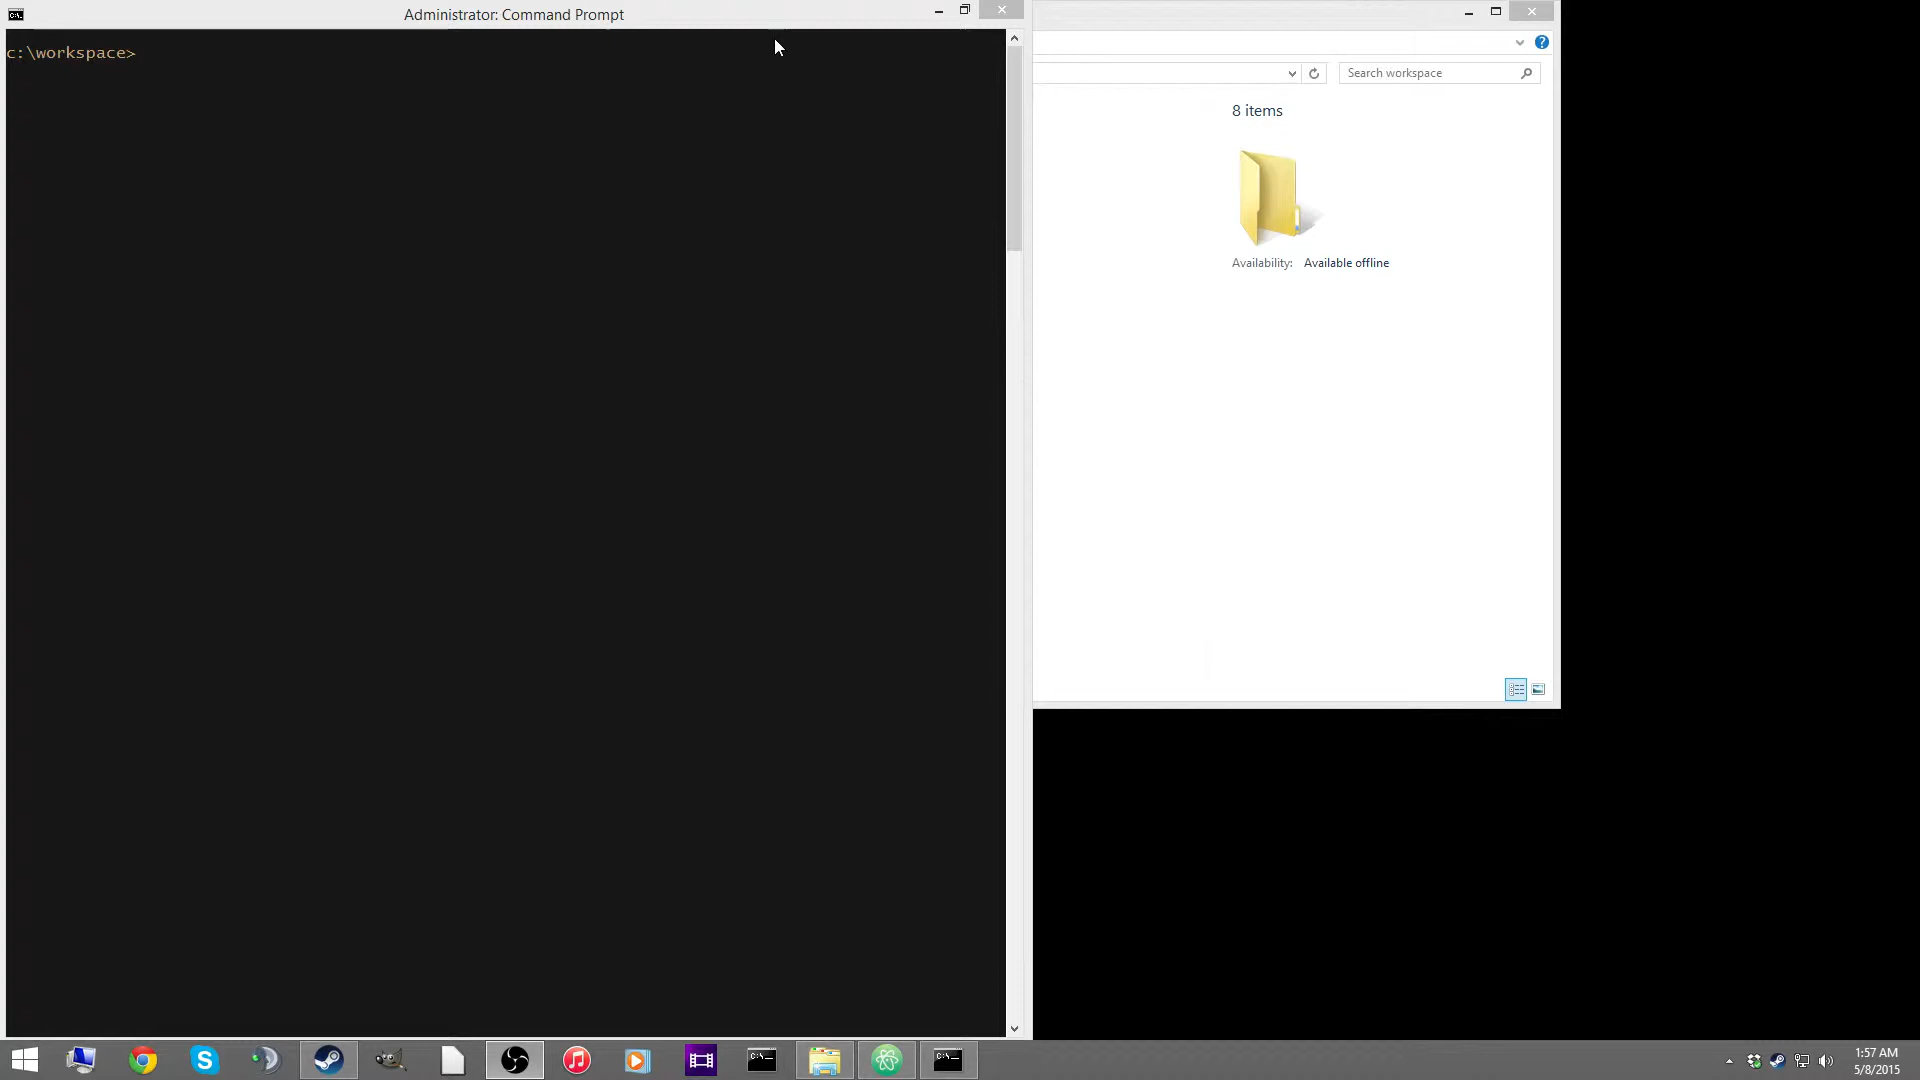 Administrator: Command Prompt
c:\workspace>
Search workspace
8 items
Availability: Available offline
1:57 AM
5/8/2015